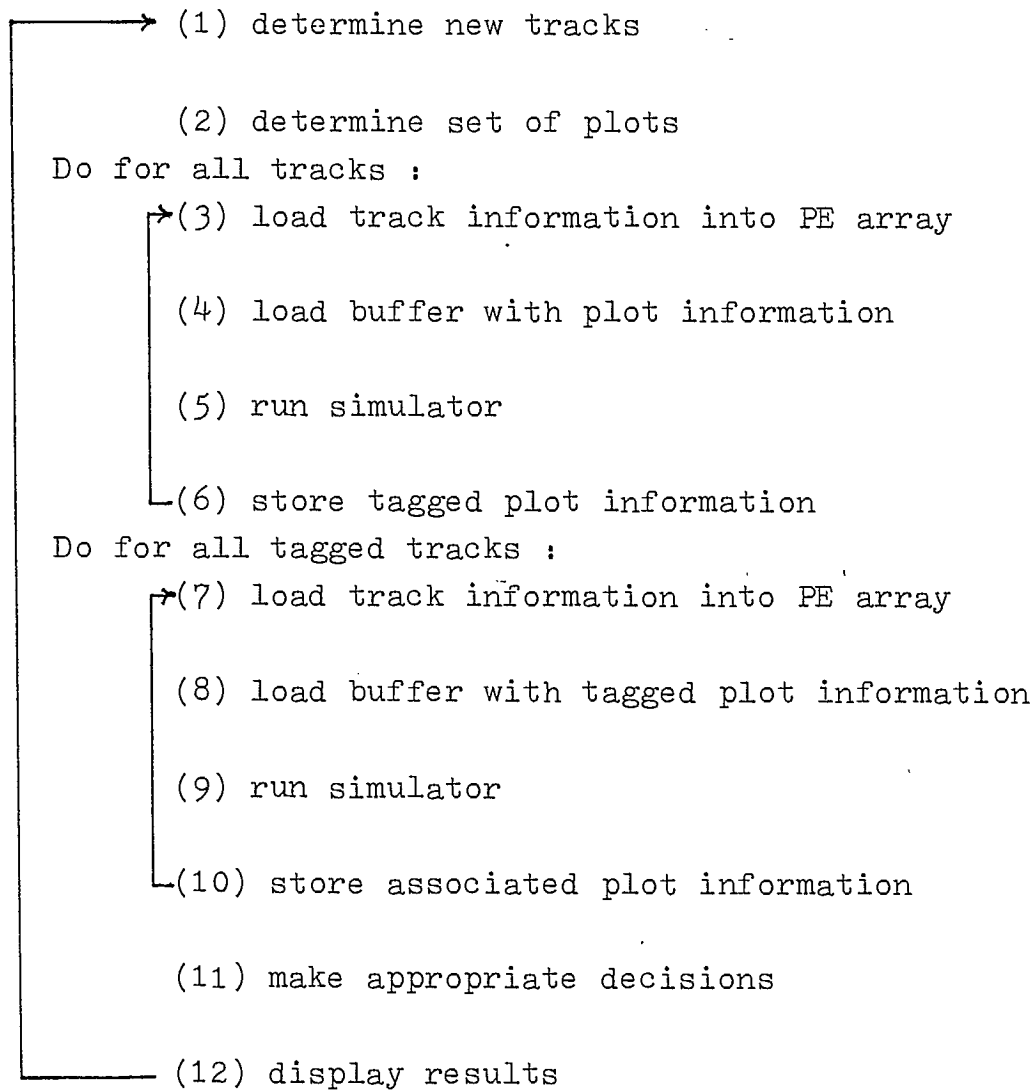 (1) determine new tracks
(2) determine set of plots
Do for all tracks :
(3) load track information into PE array
(4) load buffer with plot information
(5) run simulator
(6) store tagged plot information
Do for all tagged tracks :
(7) load track information into PE array
(8) load buffer with tagged plot information
(9) run simulator
(10) store associated plot information
(11) make appropriate decisions
(12) display results